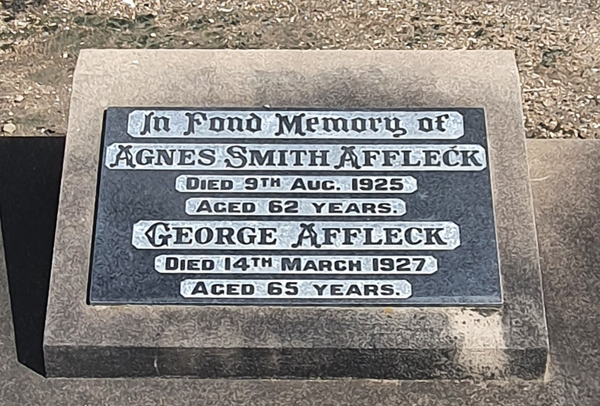 In Fond Memory of
AGNES SMITH AFFLECK
DIED 9TH AUG. 1925
AGED 62 YEARS.
GEORGE AFFLECK
DIED 14TH MARCH 1927
AGED 65 YEARS.